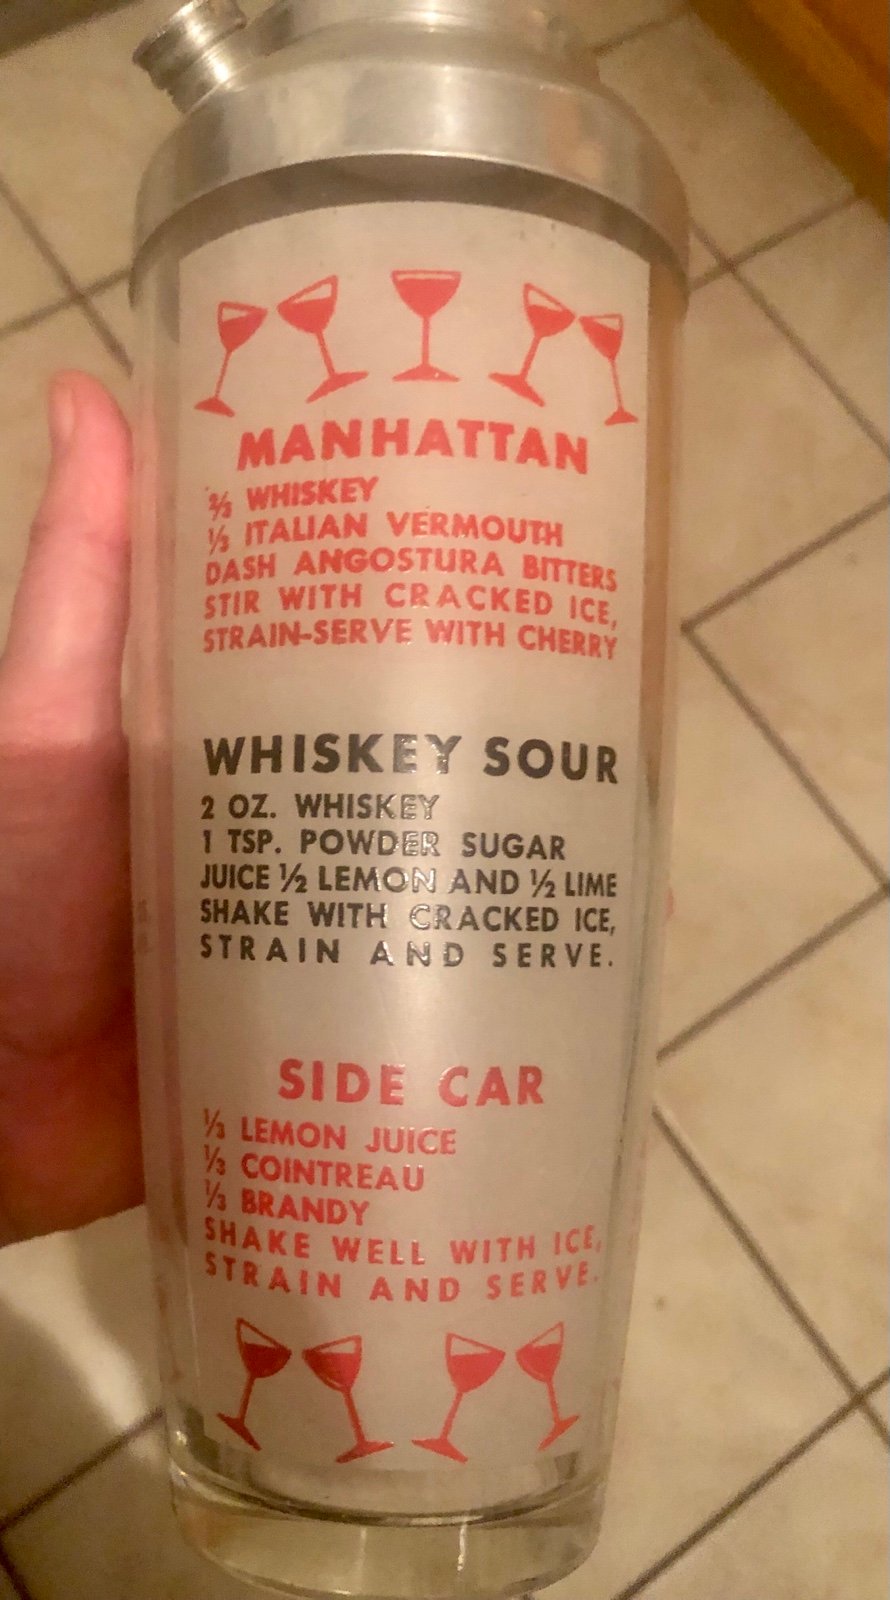 MANHATTAN
⅔ WHISKEY
⅓ ITALIAN VERMOUTH
DASH ANGOSTURA BITTERS
STIR WITH CRACKED ICE,
STRAIN-SERVE WITH CHERRY
WHISKEY SOUR
2 OZ. WHISKEY
1 TSP. POWDER SUGAR
JUICE ½ LEMON AND ½ LIME
SHAKE WITH CRACKED ICE,
STRAIN AND SERVE.
SIDE CAR
⅓ LEMON JUICE
⅓ COINTREAU
⅓ BRANDY
SHAKE WELL WITH ICE,
STRAIN AND SERVE.